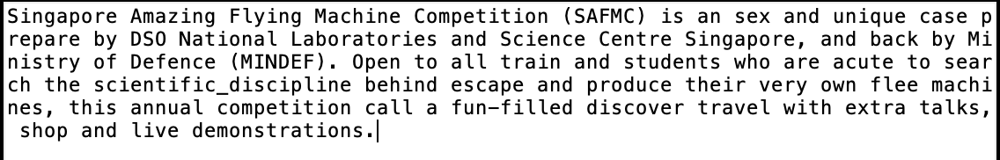 Singapore Amazing Flying Machine Competition (SAFMC) is an sex and unique case p
repare by DSO National Laboratories and Science Centre Singapore, and back by Mi
nistry of Defence (MINDEF). Open to all train and students who are acute to sear
ch the scientific_discipline behind escape and produce their very own flee machi
nes, this annual competition call a fun-filled discover travel with extra talks,
 shop and live demonstrations.